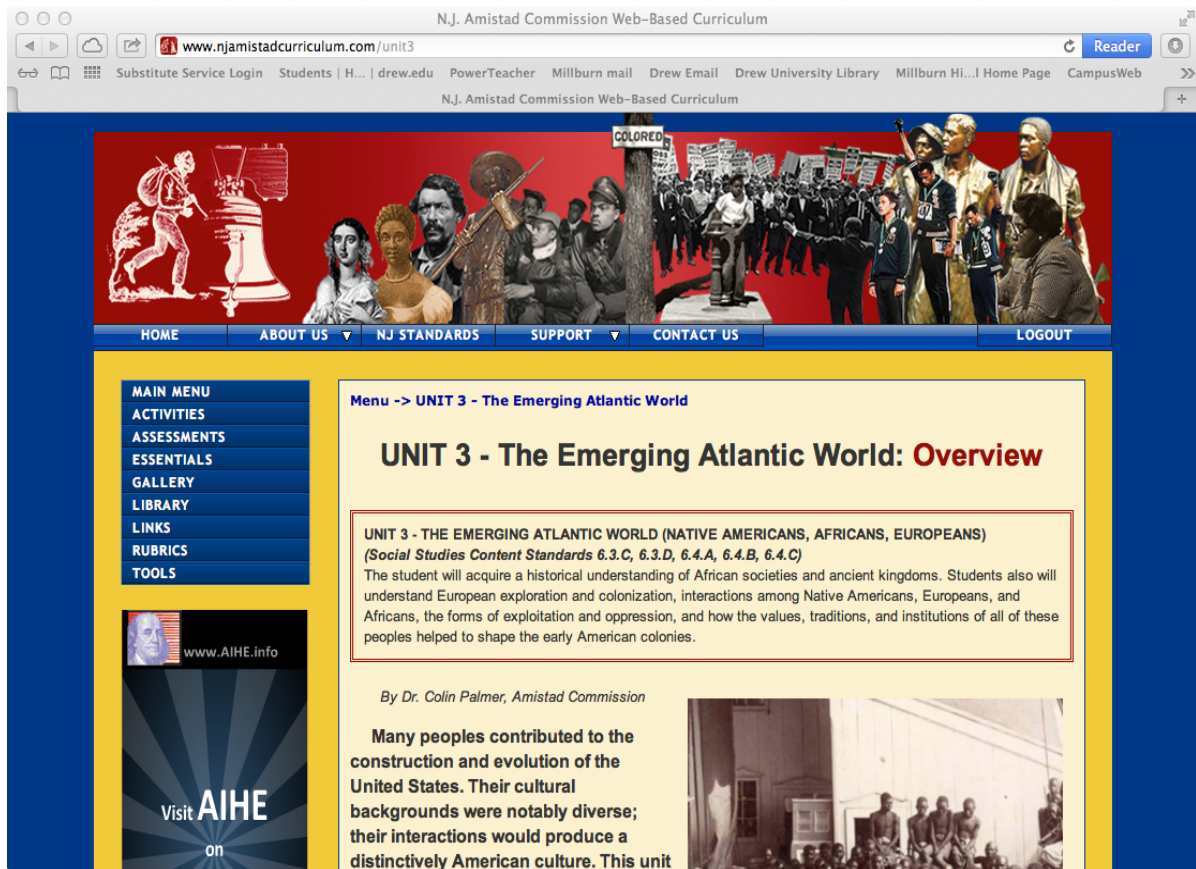 N.J. Amistad Commission Web-Based Curriculum
www.njamistadcurriculum.com/unit3
Reader
Substitute Service Login Students | H... | drew.edu PowerTeacher Millburn mail Drew Email Drew University Library Millburn Hi...l Home Page CampusWeb
N.J. Amistad Commission Web-Based Curriculum
COLORED
HOME ABOUT US NJ STANDARDS SUPPORT CONTACT US LOGOUT
MAIN MENU
ACTIVITIES
ASSESSMENTS
ESSENTIALS
GALLERY
LIBRARY
LINKS
RUBRICS
TOOLS
www.AIHE.info
Visit AIHE
on
Menu -> UNIT 3 - The Emerging Atlantic World
UNIT 3 - The Emerging Atlantic World: Overview
UNIT 3 - THE EMERGING ATLANTIC WORLD (NATIVE AMERICANS, AFRICANS, EUROPEANS)
(Social Studies Content Standards 6.3.C, 6.3.D, 6.4.A, 6.4.B, 6.4.C)
The student will acquire a historical understanding of African societies and ancient kingdoms. Students also will
understand European exploration and colonization, interactions among Native Americans, Europeans, and
Africans, the forms of exploitation and oppression, and how the values, traditions, and institutions of all of these
peoples helped to shape the early American colonies.
By Dr. Colin Palmer, Amistad Commission
Many peoples contributed to the
construction and evolution of the
United States. Their cultural
backgrounds were notably diverse;
their interactions would produce a
distinctively American culture. This unit